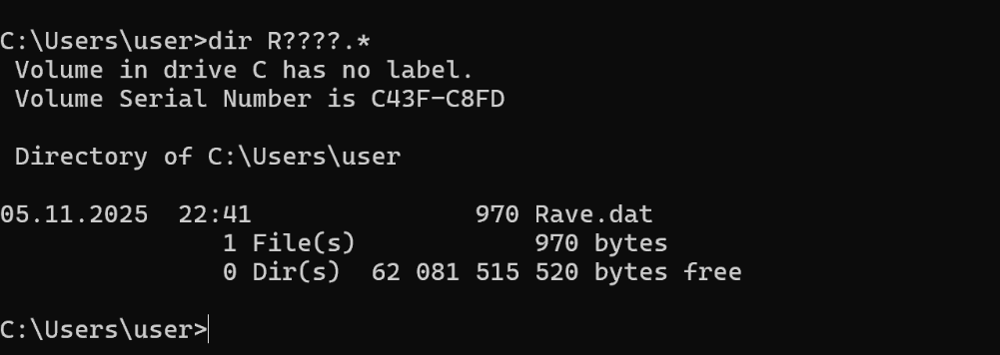 C:\Users\user>dir R????.*
Volume in drive C has no label.
Volume Serial Number is C43F-C8FD
Directory of C:\Users\user
05.11.2025  22:41               970 Rave.dat
1 File(s)            970 bytes
0 Dir(s)  62 081 515 520 bytes free
C:\Users\user>